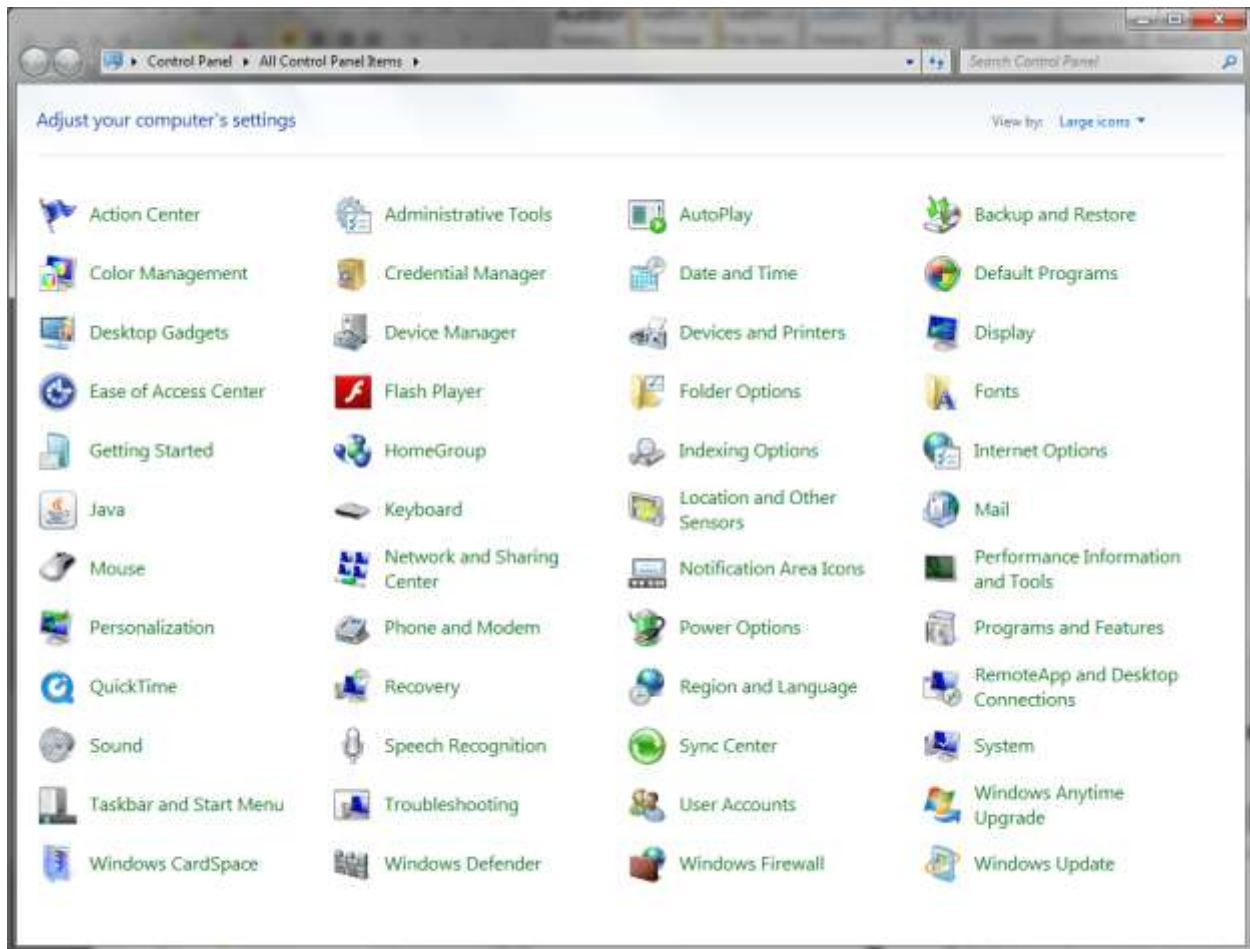 Control Panel All Control Panel Items
Search Control Panel
Adjust your computer's settings
View by: Large icons
Action Center
Administrative Tools
AutoPlay
Backup and Restore
Color Management
Credential Manager
Date and Time
Default Programs
Desktop Gadgets
Device Manager
Devices and Printers
Display
Ease of Access Center
Flash Player
Folder Options
Fonts
Getting Started
HomeGroup
Indexing Options
Internet Options
Java
Keyboard
Location and Other
Sensors
Mail
Mouse
Network and Sharing
Center
Notification Area Icons
Performance Information
and Tools
Personalization
Phone and Modem
Power Options
Programs and Features
QuickTime
Recovery
Region and Language
RemoteApp and Desktop
Connections
Sound
Speech Recognition
Sync Center
System
Taskbar and Start Menu
Troubleshooting
User Accounts
Windows Anytime
Upgrade
Windows CardSpace
Windows Defender
Windows Firewall
Windows Update